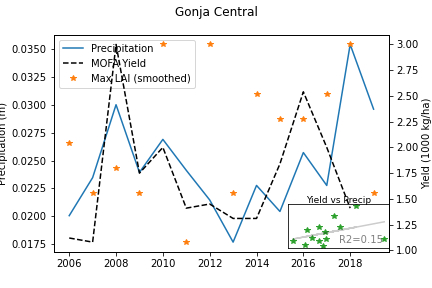 Gonja Central
Precipitation
MOFA Yield
Max LAI (smoothed)
0.0350
0.0325
0.0300
0.0275
0.0250
0.0225
0.0200
0.0175
Precipitation (m)
3.00
2.75
2.50
2.25
2.00
1.75
1.50
1.25
1.00
Yield (1000 kg/ha)
Yield vs Precip
R2=0.15
2006 2008 2010 2012 2014 2016 2018